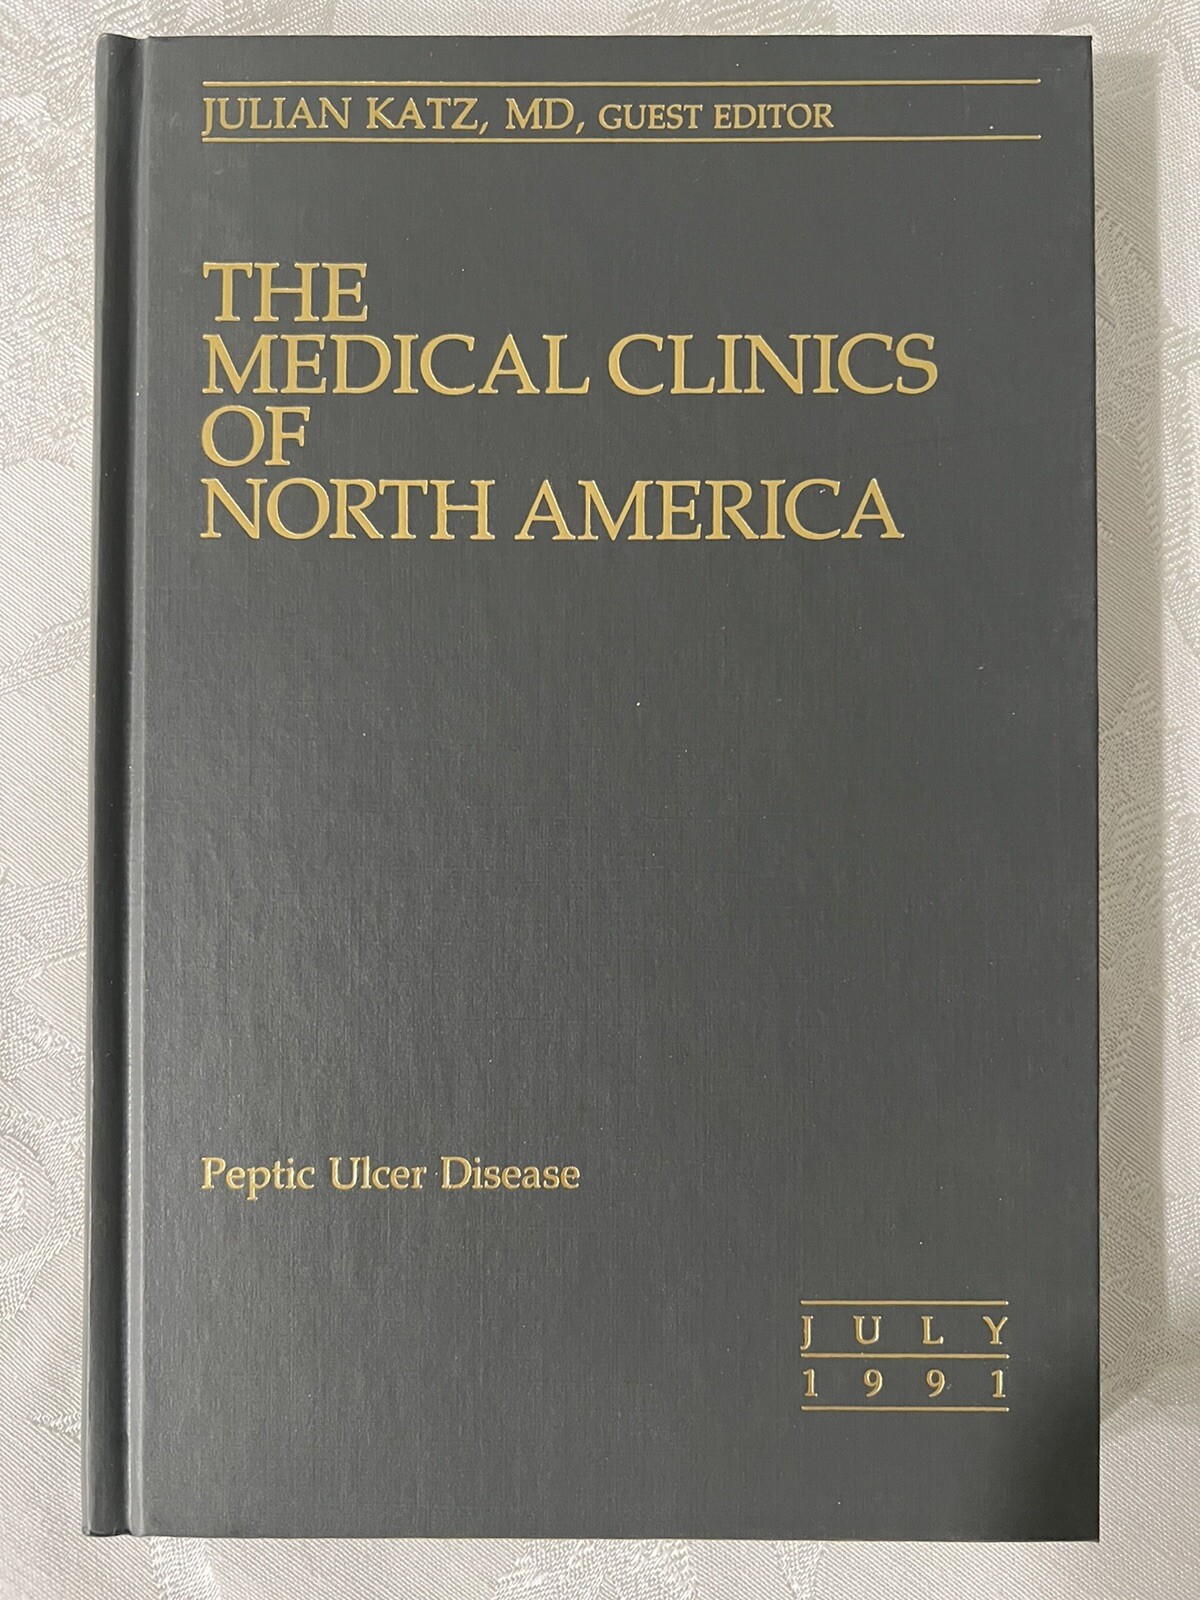 JULIAN KATZ, MD, GUEST EDITOR
THE
MEDICAL CLINICS
OF
NORTH AMERICA
Peptic Ulcer Disease
JULY
1991